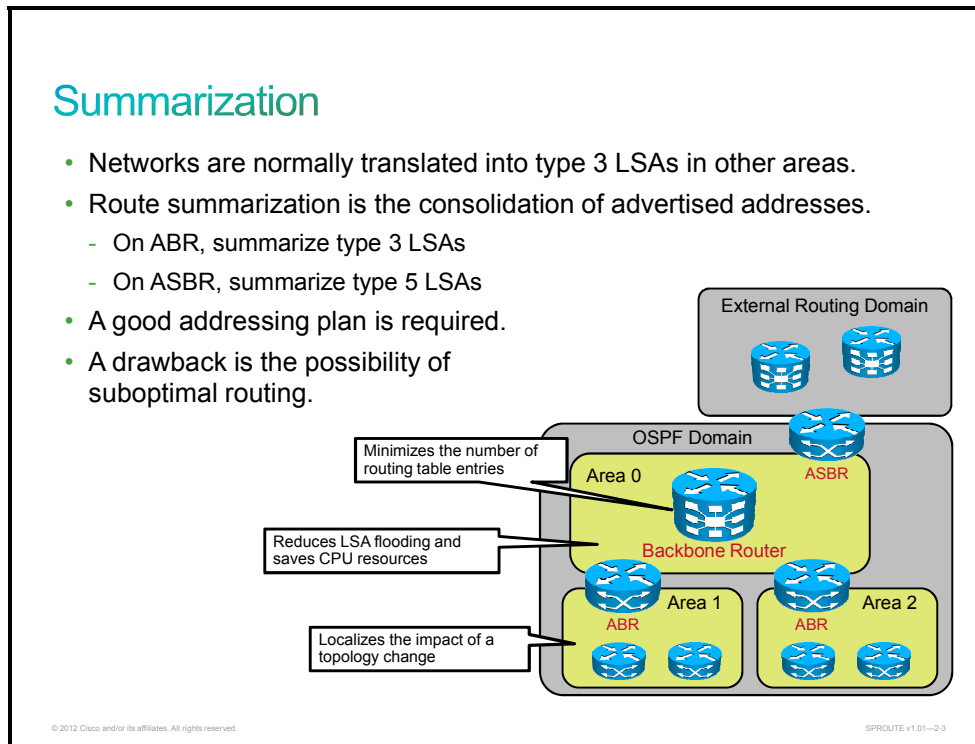 Summarization
• Networks are normally translated into type 3 LSAs in other areas.
• Route summarization is the consolidation of advertised addresses.
- On ABR, summarize type 3 LSAs
- On ASBR, summarize type 5 LSAs
• A good addressing plan is required.
• A drawback is the possibility of
suboptimal routing.
External Routing Domain
OSPF Domain
ASBR
Minimizes the number of
routing table entries
Area 0
Backbone Router
Reduces LSA flooding and
saves CPU resources
Area 1
ABR
Area 2
ABR
Localizes the impact of a
topology change
© 2012 Cisco and/or its affiliates. All rights reserved.
SPROUTE v1.01—2-3